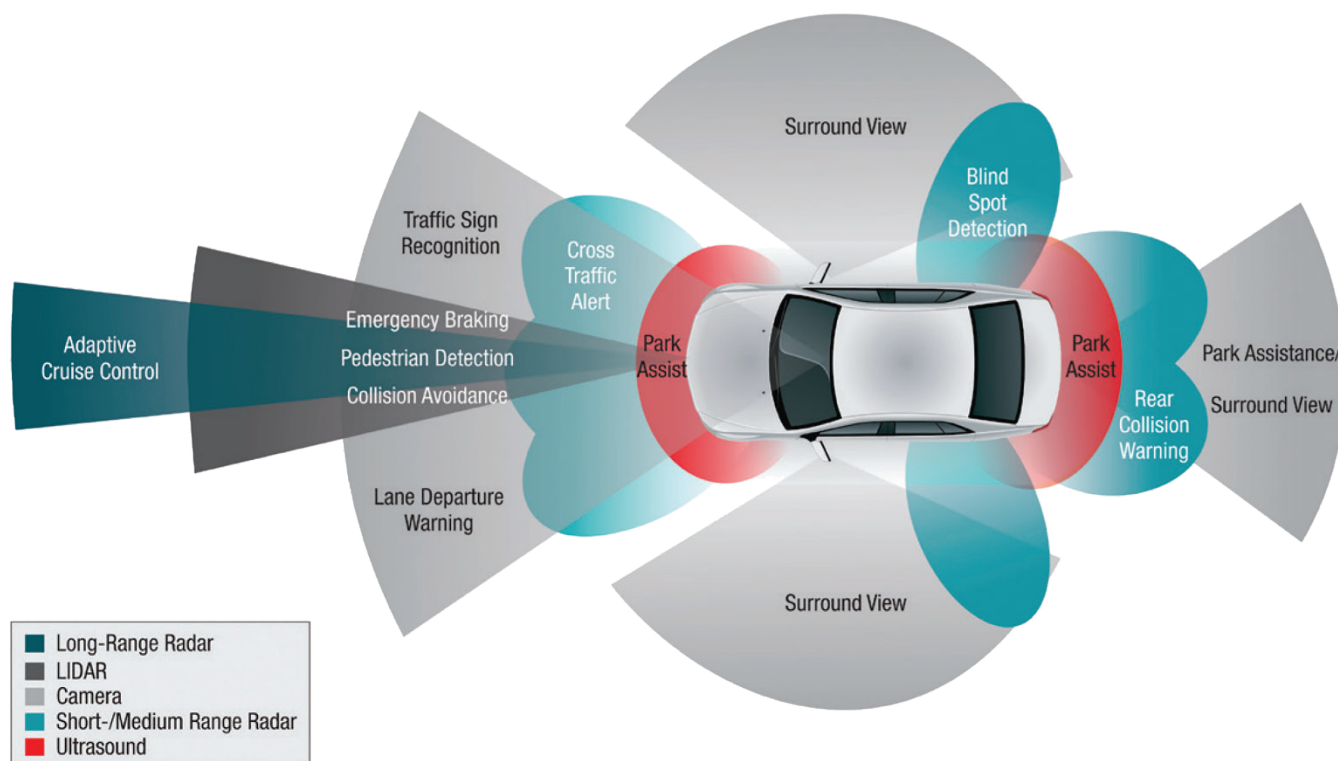 Surround View
Blind
Spot
Detection
Traffic Sign
Recognition
Cross
Traffic
Alert
Emergency Braking
Adaptive
Cruise Control
Pedestrian Detection
Park
Assist
Park
Assist
Park Assistance/
Surround View
Collision Avoidance
Rear
Collision
Warning
Lane Departure
Warning
Surround View
Long-Range Radar
LIDAR
Camera
Short-/Medium Range Radar
Ultrasound